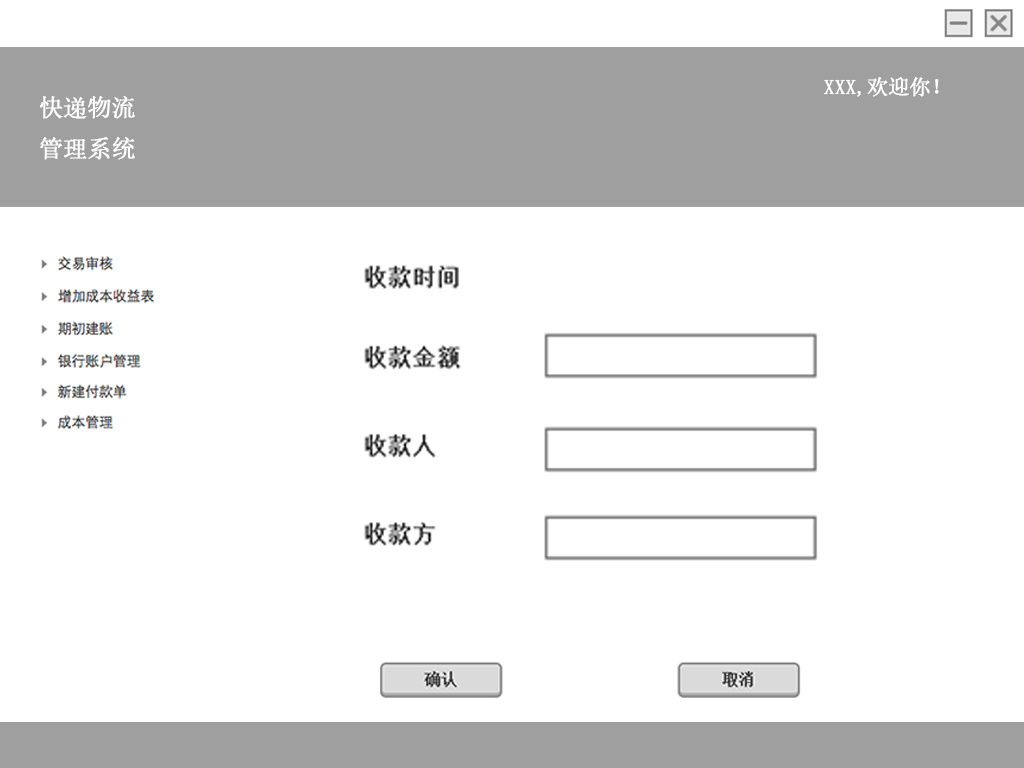 XXX,欢迎你!
快递物流
管理系统
交易审核
增加成本收益表
期初建账
银行账户管理
新建付款单
成本管理
收款时间
收款金额
收款人
收款方
确认
取消